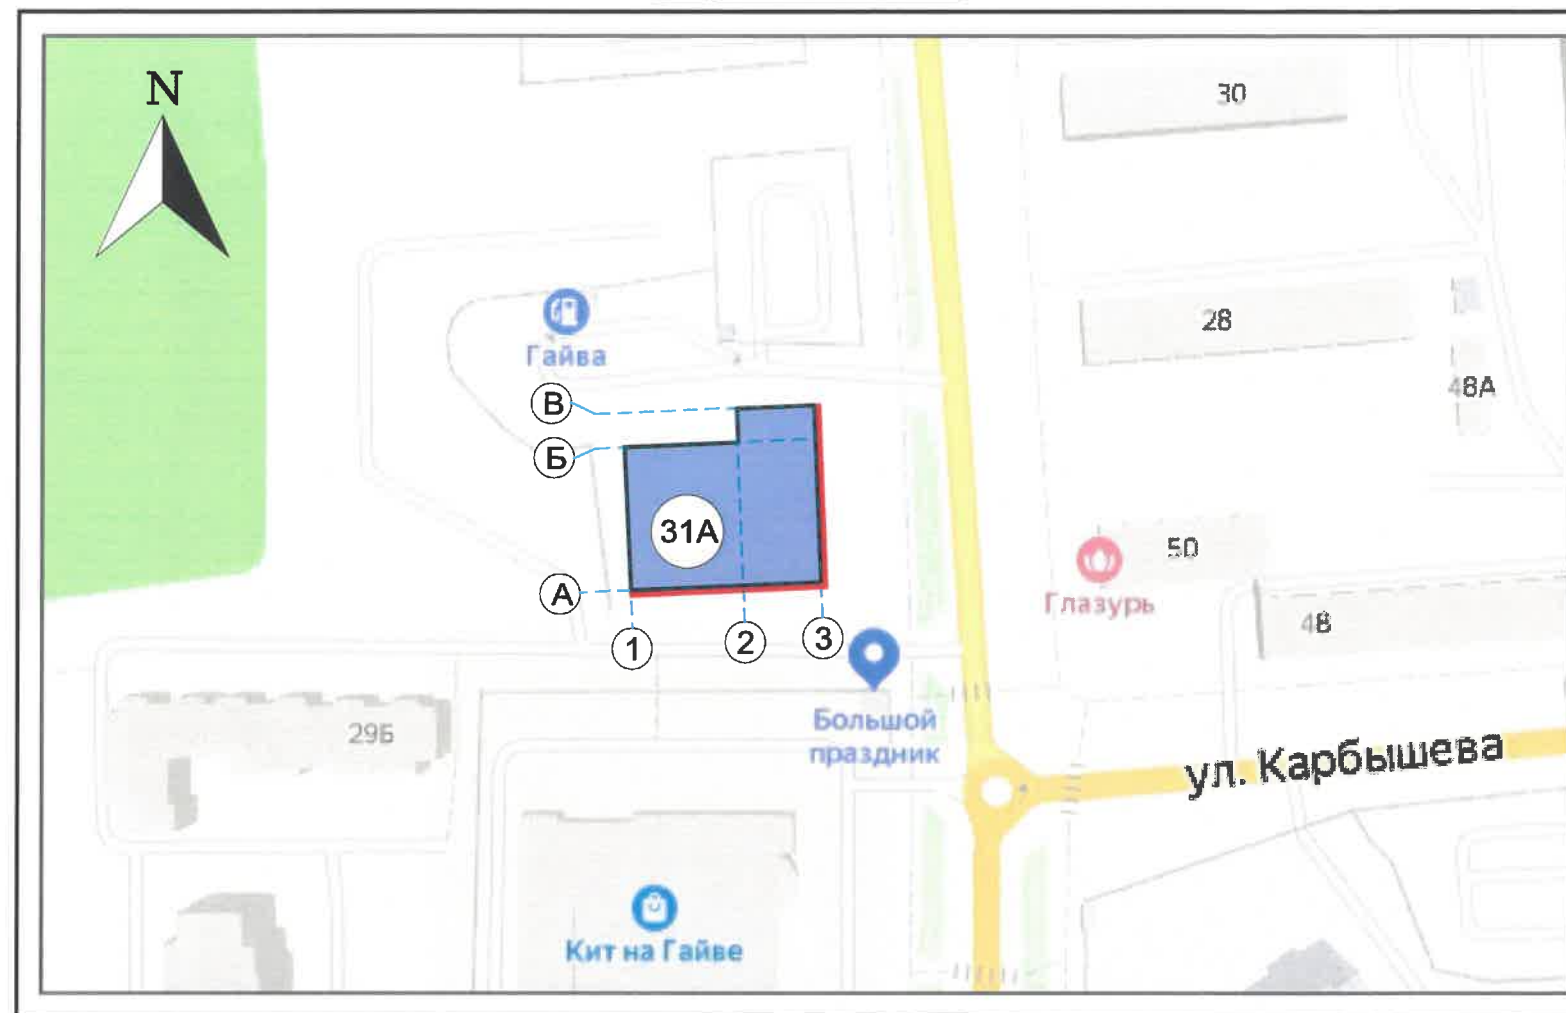 N
30
28
Гайва
48А
В
Б
31А
50
А
Глазурь
48
1
2
3
Большой
праздник
29Б
ул. Карбышева
Кит на Гайве